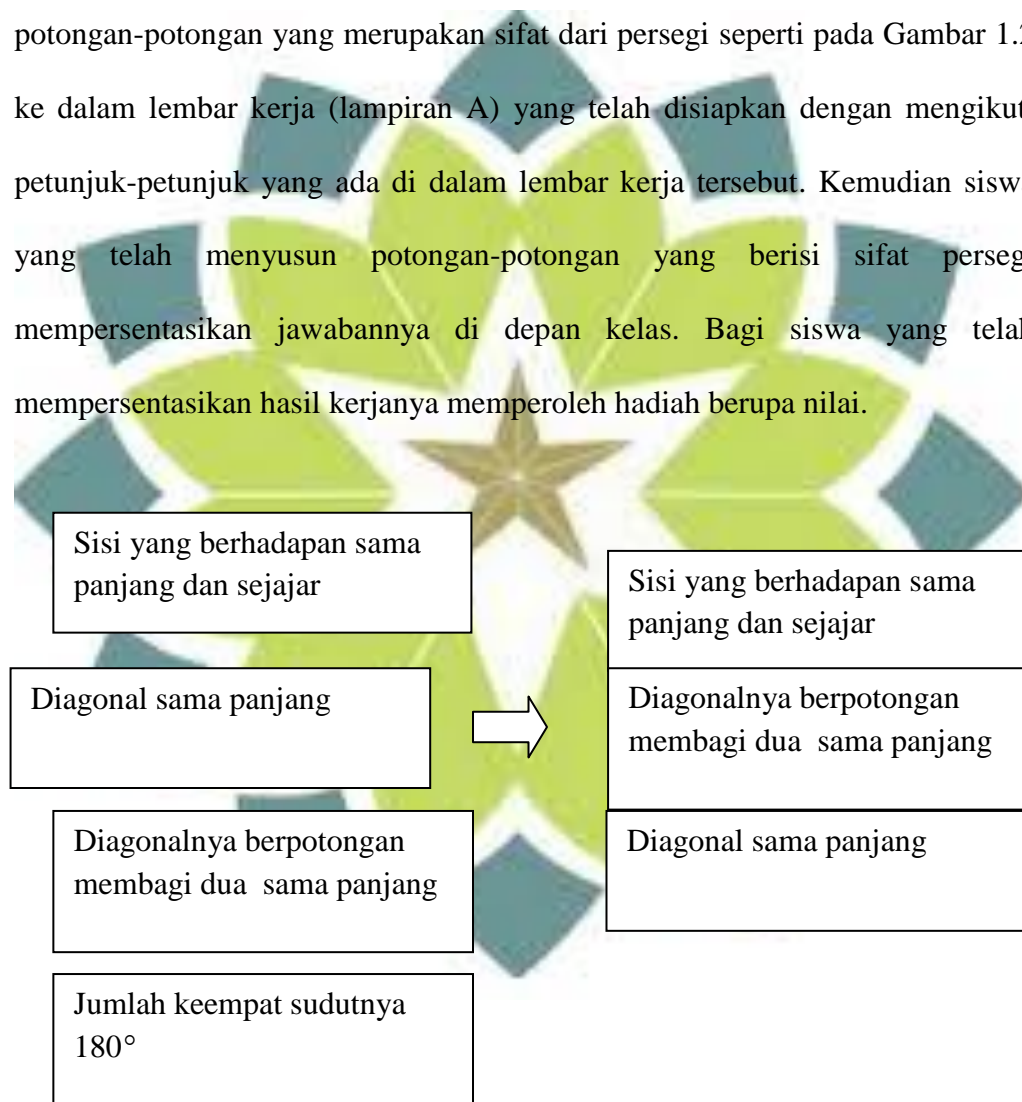 potongan-potongan yang merupakan sifat dari persegi seperti pada Gambar 1.2
ke dalam lembar kerja (lampiran A) yang telah disiapkan dengan mengikut
petunjuk-petunjuk yang ada di dalam lembar kerja tersebut. Kemudian sisw
yang telah menyusun potongan-potongan yang berisi sifat perseg
mempersentasikan jawabannya di depan kelas. Bagi siswa yang telah
mempersentasikan hasil kerjanya memperoleh hadiah berupa nilai.
Sisi yang berhadapan sama
panjang dan sejajar
Diagonal sama panjang
Diagonalnya berpotongan
membagi dua sama panjang
Jumlah keempat sudutnya
180°
Sisi yang berhadapan sama
panjang dan sejajar
Diagonalnya berpotongan
membagi dua sama panjang
Diagonal sama panjang